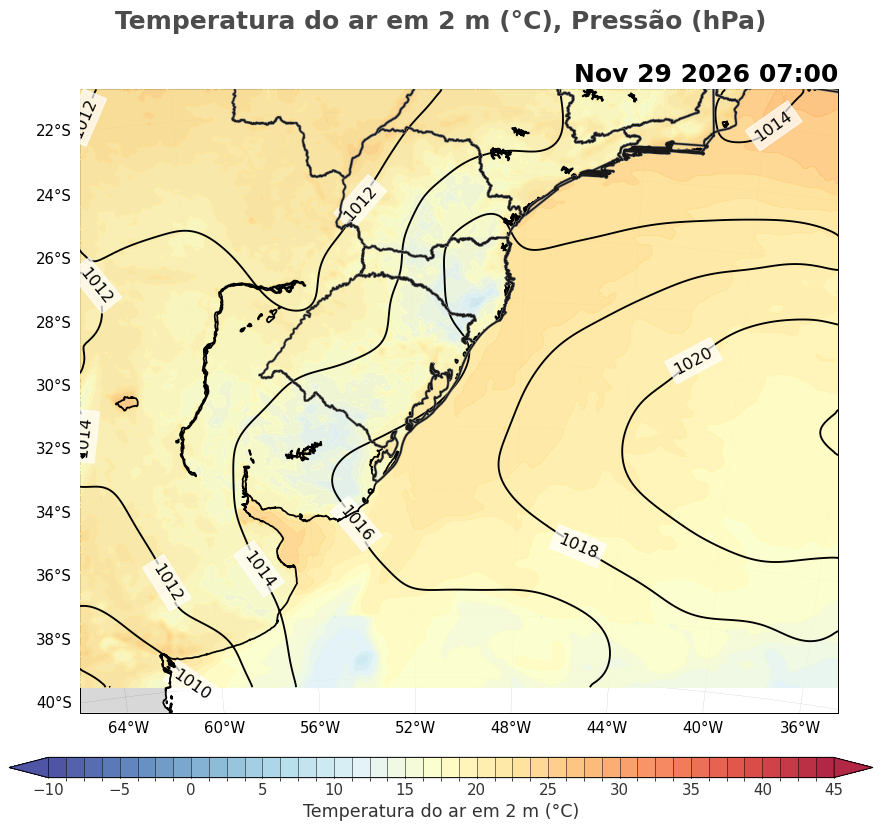 Temperatura do ar em 2 m (°C), Pressão (hPa)
Nov 29 2026 07:00
1012
1014
22°S
1012
24°S
26°S
1012
28°S
1020
30°S
1014
32°S
34°S
1016
1018
1014
36°S
1012
38°S
1010
40°S
64°W 60°W 56°W 52°W 48°W 44°W 40°W 36°W
−10 −5 0 5 10 15 20 25 30 35 40 45
Temperatura do ar em 2 m (°C)